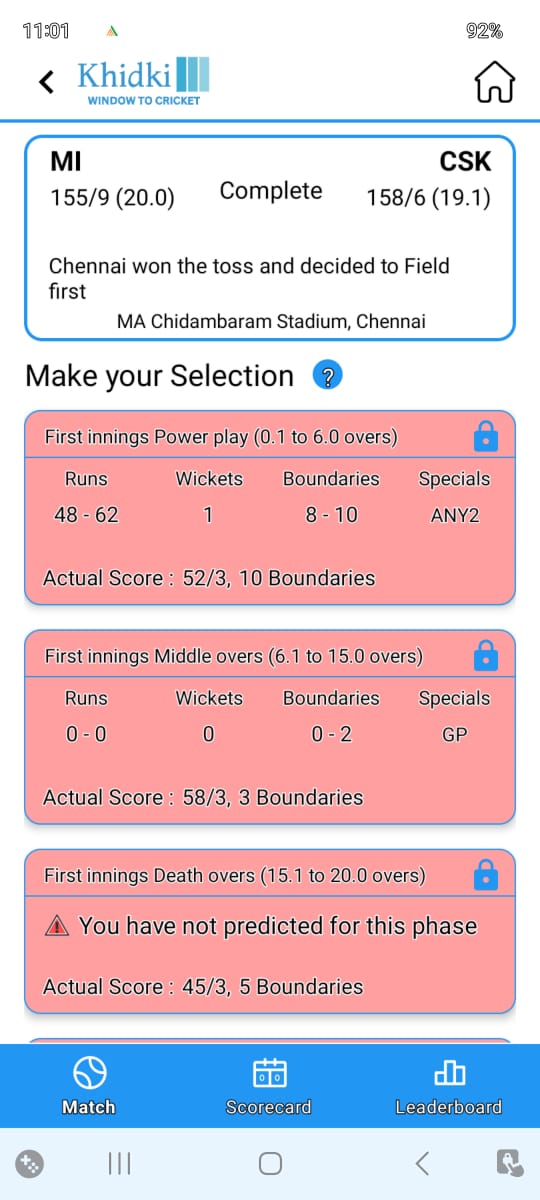 11:01
92%
Khidki
WINDOW TO CRICKET
MI
CSK
155/9 (20.0)
Complete
158/6 (19.1)
Chennai won the toss and decided to Field
first
MA Chidambaram Stadium, Chennai
Make your Selection ?
First innings Power play (0.1 to 6.0 overs)
Runs Wickets Boundaries Specials
48 - 62 1 8 - 10 ANY2
Actual Score : 52/3, 10 Boundaries
First innings Middle overs (6.1 to 15.0 overs)
Runs Wickets Boundaries Specials
0 - 0 0 0 - 2 GP
Actual Score : 58/3, 3 Boundaries
First innings Death overs (15.1 to 20.0 overs)
You have not predicted for this phase
Actual Score : 45/3, 5 Boundaries
Match Scorecard Leaderboard